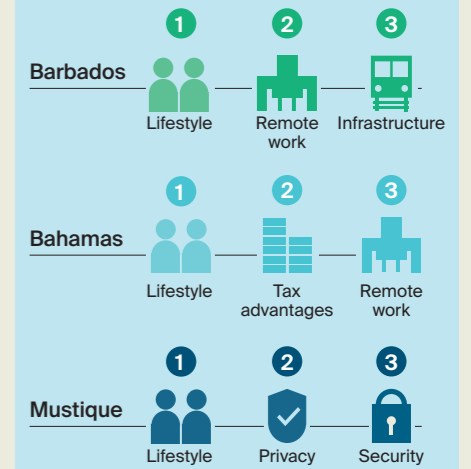 1 2 3
Barbados
Lifestyle Remote Infrastructure
work
1 2 3
Bahamas
Lifestyle Tax Remote
advantages work
1 2 3
Mustique
Lifestyle Privacy Security